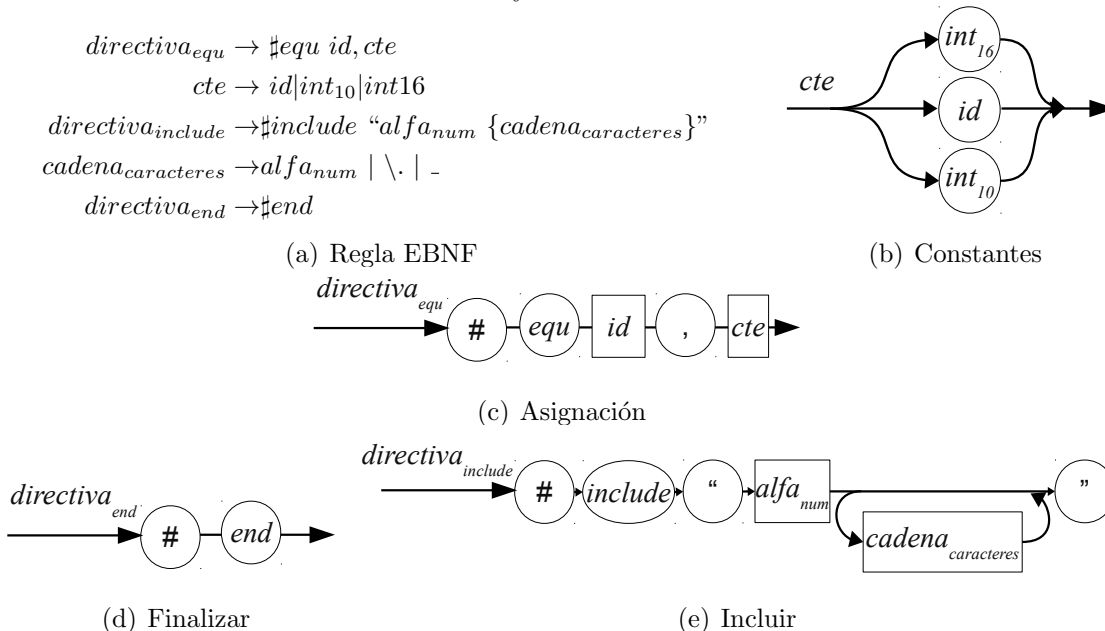 directiva_equ → ♯equ id, cte
cte → id|int_10|int16
directiva_include →♯include “alfa_num {cadena_caracteres}”
cadena_caracteres →alfa_num | \. | _
directiva_end →♯end
(a) Regla EBNF
cte
int_16
id
int_10
(b) Constantes
directiva_equ
# equ id , cte
(c) Asignación
directiva_end
# end
(d) Finalizar
directiva_include
# include “ alfa_num ”
cadena_caracteres
(e) Incluir